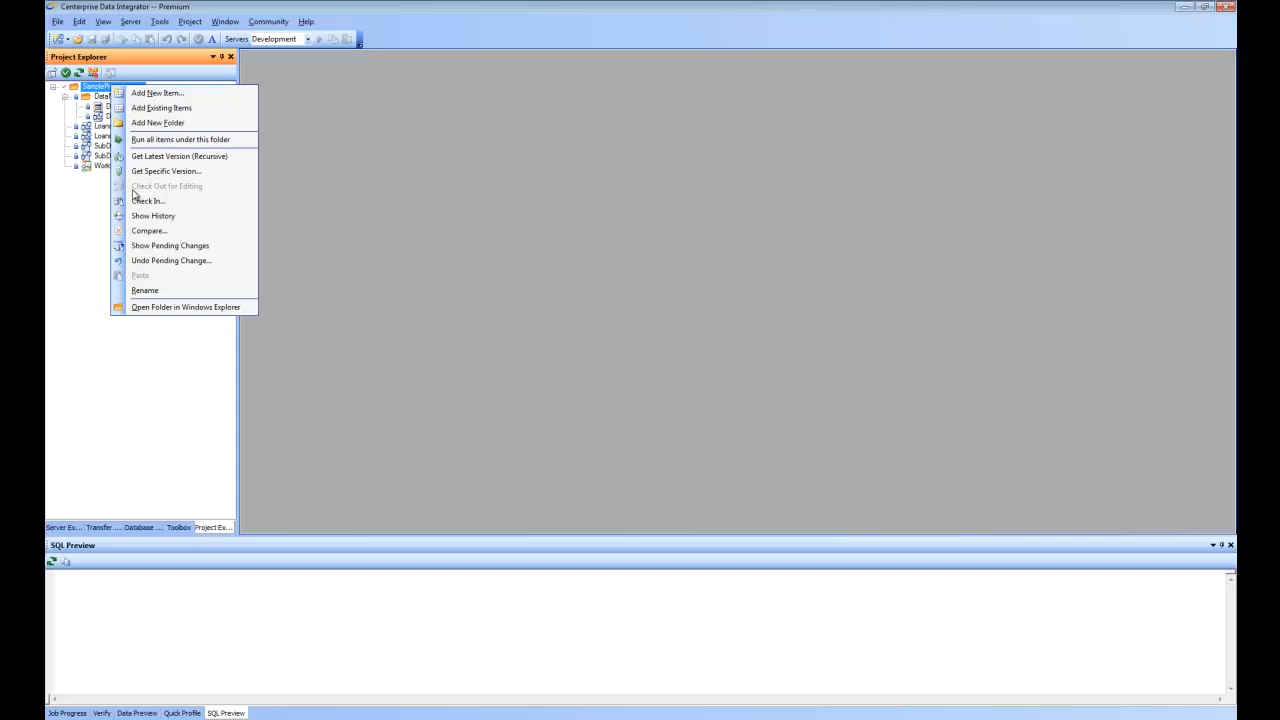 Centerprise Data Integrator -- Premium
File Edit View Server Tools Project Window Community Help
Servers Development
Project Explorer
Add New Item...
Add Existing Items
Add New Folder
Run all items under this folder
Get Latest Version (Recursive)
Get Specific Version...
Check Out for Editing
Check In...
Show History
Compare...
Show Pending Changes
Undo Pending Change...
Paste
Rename
Open Folder in Windows Explorer
Server Ex... Transfer ... Database ... Toolbox Project Ex...
SQL Preview
Job Progress Verify Data Preview Quick Profile SQL Preview